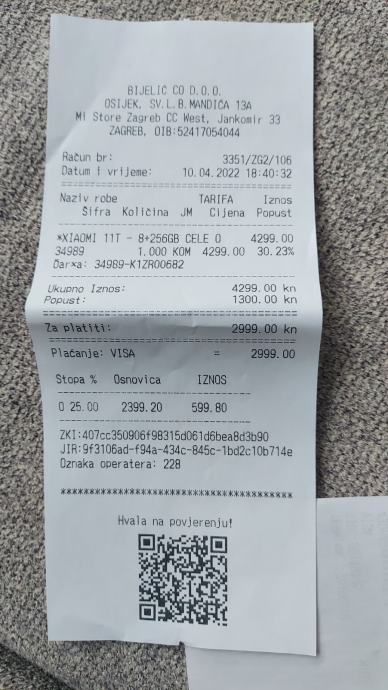 BIJELIĆ CO D.O.O.
OSIJEK, SV.L.B.MANDIĆA 13A
MI Store Zagreb CC West, Jankomir 33
ZAGREB, OIB:52417054044
Račun br: 3351/ZG2/106
Datum i vrijeme: 10.04.2022 18:40:32
Naziv robe TARIFA Iznos
Šifra Količina JM Cijena Popust
*XIAOMI 11T - 8+256GB CELE O 4299.00
34989 1.000 KOM 4299.00 30.23%
Dar*a: 34989-K1ZR00682
Ukupno Iznos: 4299.00 kn
Popust: 1300.00 kn
Za platiti: 2999.00 kn
Plaćanje: VISA = 2999.00
Stopa % Osnovica IZNOS
O 25.00 2399.20 599.80
ZKI:407cc350906f98315d061d6bea8d3b90
JIR:9f3106ad-f94a-434c-845c-1bd2c10b714e
Oznaka operatera: 228
****************************************
Hvala na povjerenju!